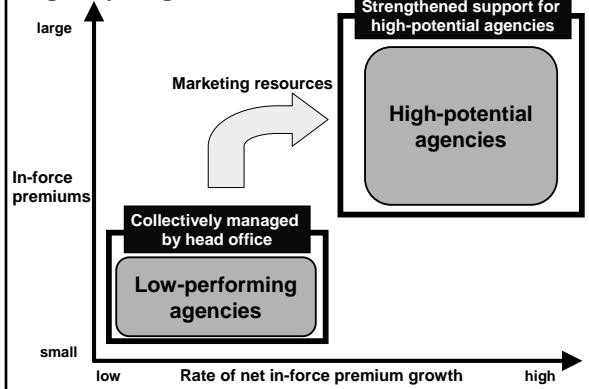 large
Strengthened support for
high-potential agencies
Marketing resources
High-potential
agencies
In-force
premiums
Collectively managed
by head office
Low-performing
agencies
small
low
Rate of net in-force premium growth
high